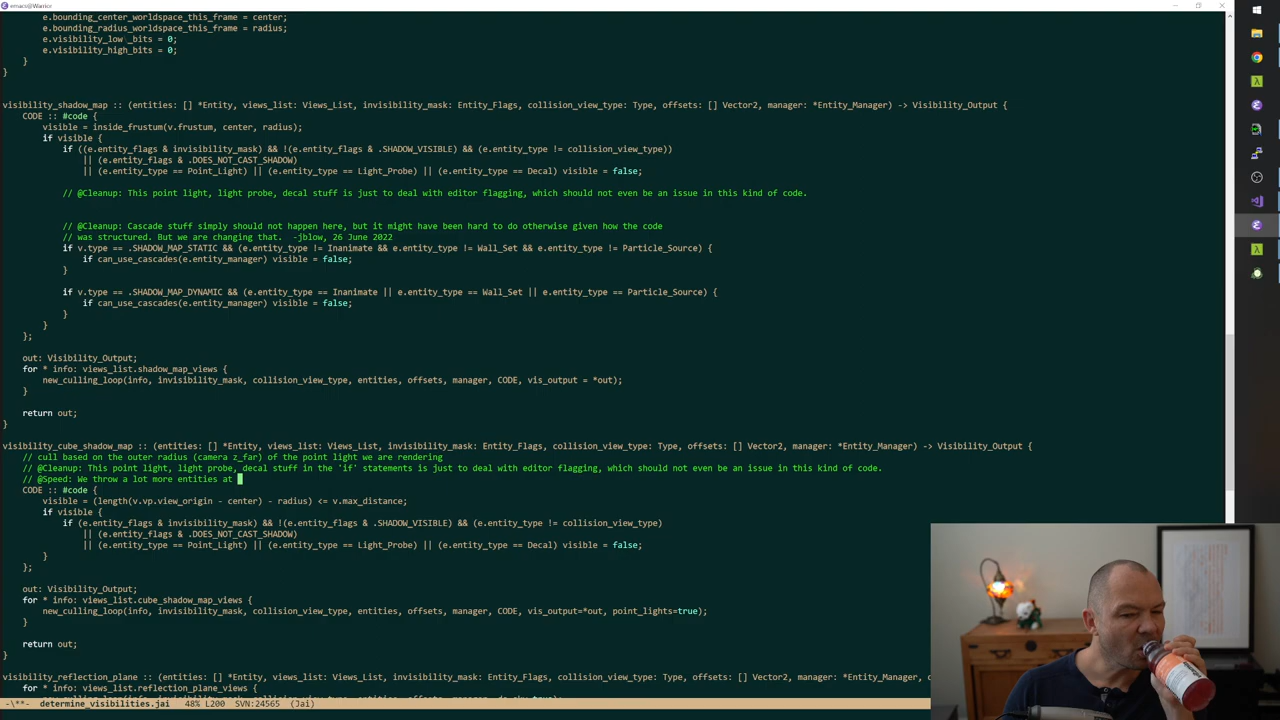 emacs@Warrior
e.bounding_center_worldspace_this_frame = center;
e.bounding_radius_worldspace_this_frame = radius;
e.visibility_low _bits = 0;
e.visibility_high_bits = 0;
}
}
visibility_shadow_map :: (entities: [] *Entity, views_list: Views_List, invisibility_mask: Entity_Flags, collision_view_type: Type, offsets: [] Vector2, manager: *Entity_Manager) -> Visibility_Output {
CODE :: #code {
visible = inside_frustum(v.frustum, center, radius);
if visible {
if ((e.entity_flags & invisibility_mask) && !(e.entity_flags & .SHADOW_VISIBLE) && (e.entity_type != collision_view_type))
|| (e.entity_flags & .DOES_NOT_CAST_SHADOW)
|| (e.entity_type == Point_Light) || (e.entity_type == Light_Probe) || (e.entity_type == Decal) visible = false;
// @Cleanup: This point light, light probe, decal stuff is just to deal with editor flagging, which should not even be an issue in this kind of code.
// @Cleanup: Cascade stuff simply should not happen here, but it might have been hard to do otherwise given how the code
// was structured. But we are changing that.  -jblow, 26 June 2022
if v.type == .SHADOW_MAP_STATIC && (e.entity_type != Inanimate && e.entity_type != Wall_Set && e.entity_type != Particle_Source) {
if can_use_cascades(e.entity_manager) visible = false;
}
if v.type == .SHADOW_MAP_DYNAMIC && (e.entity_type == Inanimate || e.entity_type == Wall_Set || e.entity_type == Particle_Source) {
if can_use_cascades(e.entity_manager) visible = false;
}
}
};
out: Visibility_Output;
for * info: views_list.shadow_map_views {
new_culling_loop(info, invisibility_mask, collision_view_type, entities, offsets, manager, CODE, vis_output = *out);
}
return out;
}
visibility_cube_shadow_map :: (entities: [] *Entity, views_list: Views_List, invisibility_mask: Entity_Flags, collision_view_type: Type, offsets: [] Vector2, manager: *Entity_Manager) -> Visibility_Output {
// cull based on the outer radius (camera z_far) of the point light we are rendering
// @Cleanup: This point light, light probe, decal stuff in the 'if' statements is just to deal with editor flagging, which should not even be an issue in this kind of code.
// @Speed: We throw a lot more entities at
CODE :: #code {
visible = (length(v.vp.view_origin - center) - radius) <= v.max_distance;
if visible {
if (e.entity_flags & invisibility_mask) && !(e.entity_flags & .SHADOW_VISIBLE) && (e.entity_type != collision_view_type)
|| (e.entity_flags & .DOES_NOT_CAST_SHADOW)
|| (e.entity_type == Point_Light) || (e.entity_type == Light_Probe) || (e.entity_type == Decal) visible = false;
}
};
out: Visibility_Output;
for * info: views_list.cube_shadow_map_views {
new_culling_loop(info, invisibility_mask, collision_view_type, entities, offsets, manager, CODE, vis_output=*out, point_lights=true);
}
return out;
}
visibility_reflection_plane :: (entities: [] *Entity, views_list: Views_List, invisibility_mask: Entity_Flags, collision_view_type: Type, offsets: [] Vector2, manager: *Entity_Manager)
for * info: views_list.reflection_plane_views {
-\**-  determine_visibilities.jai   48% L200  SVN:24565  (Jai)